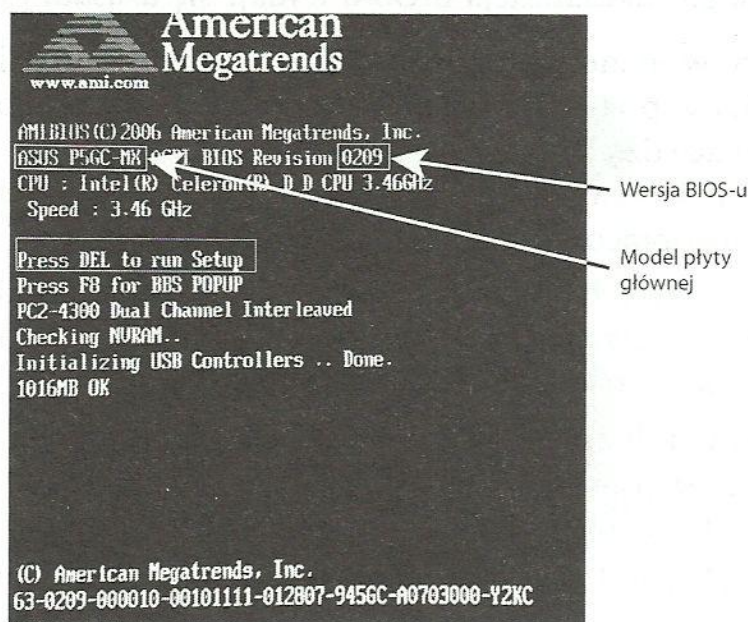 American
Megatrends
www.ami.com
AMIBIOS(C)2006 American Megatrends, Inc.
ASUS P5GC-MX ACPI BIOS Revision 0209
CPU : Intel(R) Celeron(R) D D CPU 3.46GHz
Speed : 3.46 GHz
Press DEL to run Setup
Press F8 for BBS POPUP
PC2-4300 Dual Channel Interleaved
Checking NVRAM..
Initializing USB Controllers .. Done.
1016MB OK
(C) American Megatrends, Inc.
63-0209-000010-00101111-012807-945GC-A0703000-Y2KC
Wersja BIOS-u
Model płyty
głównej